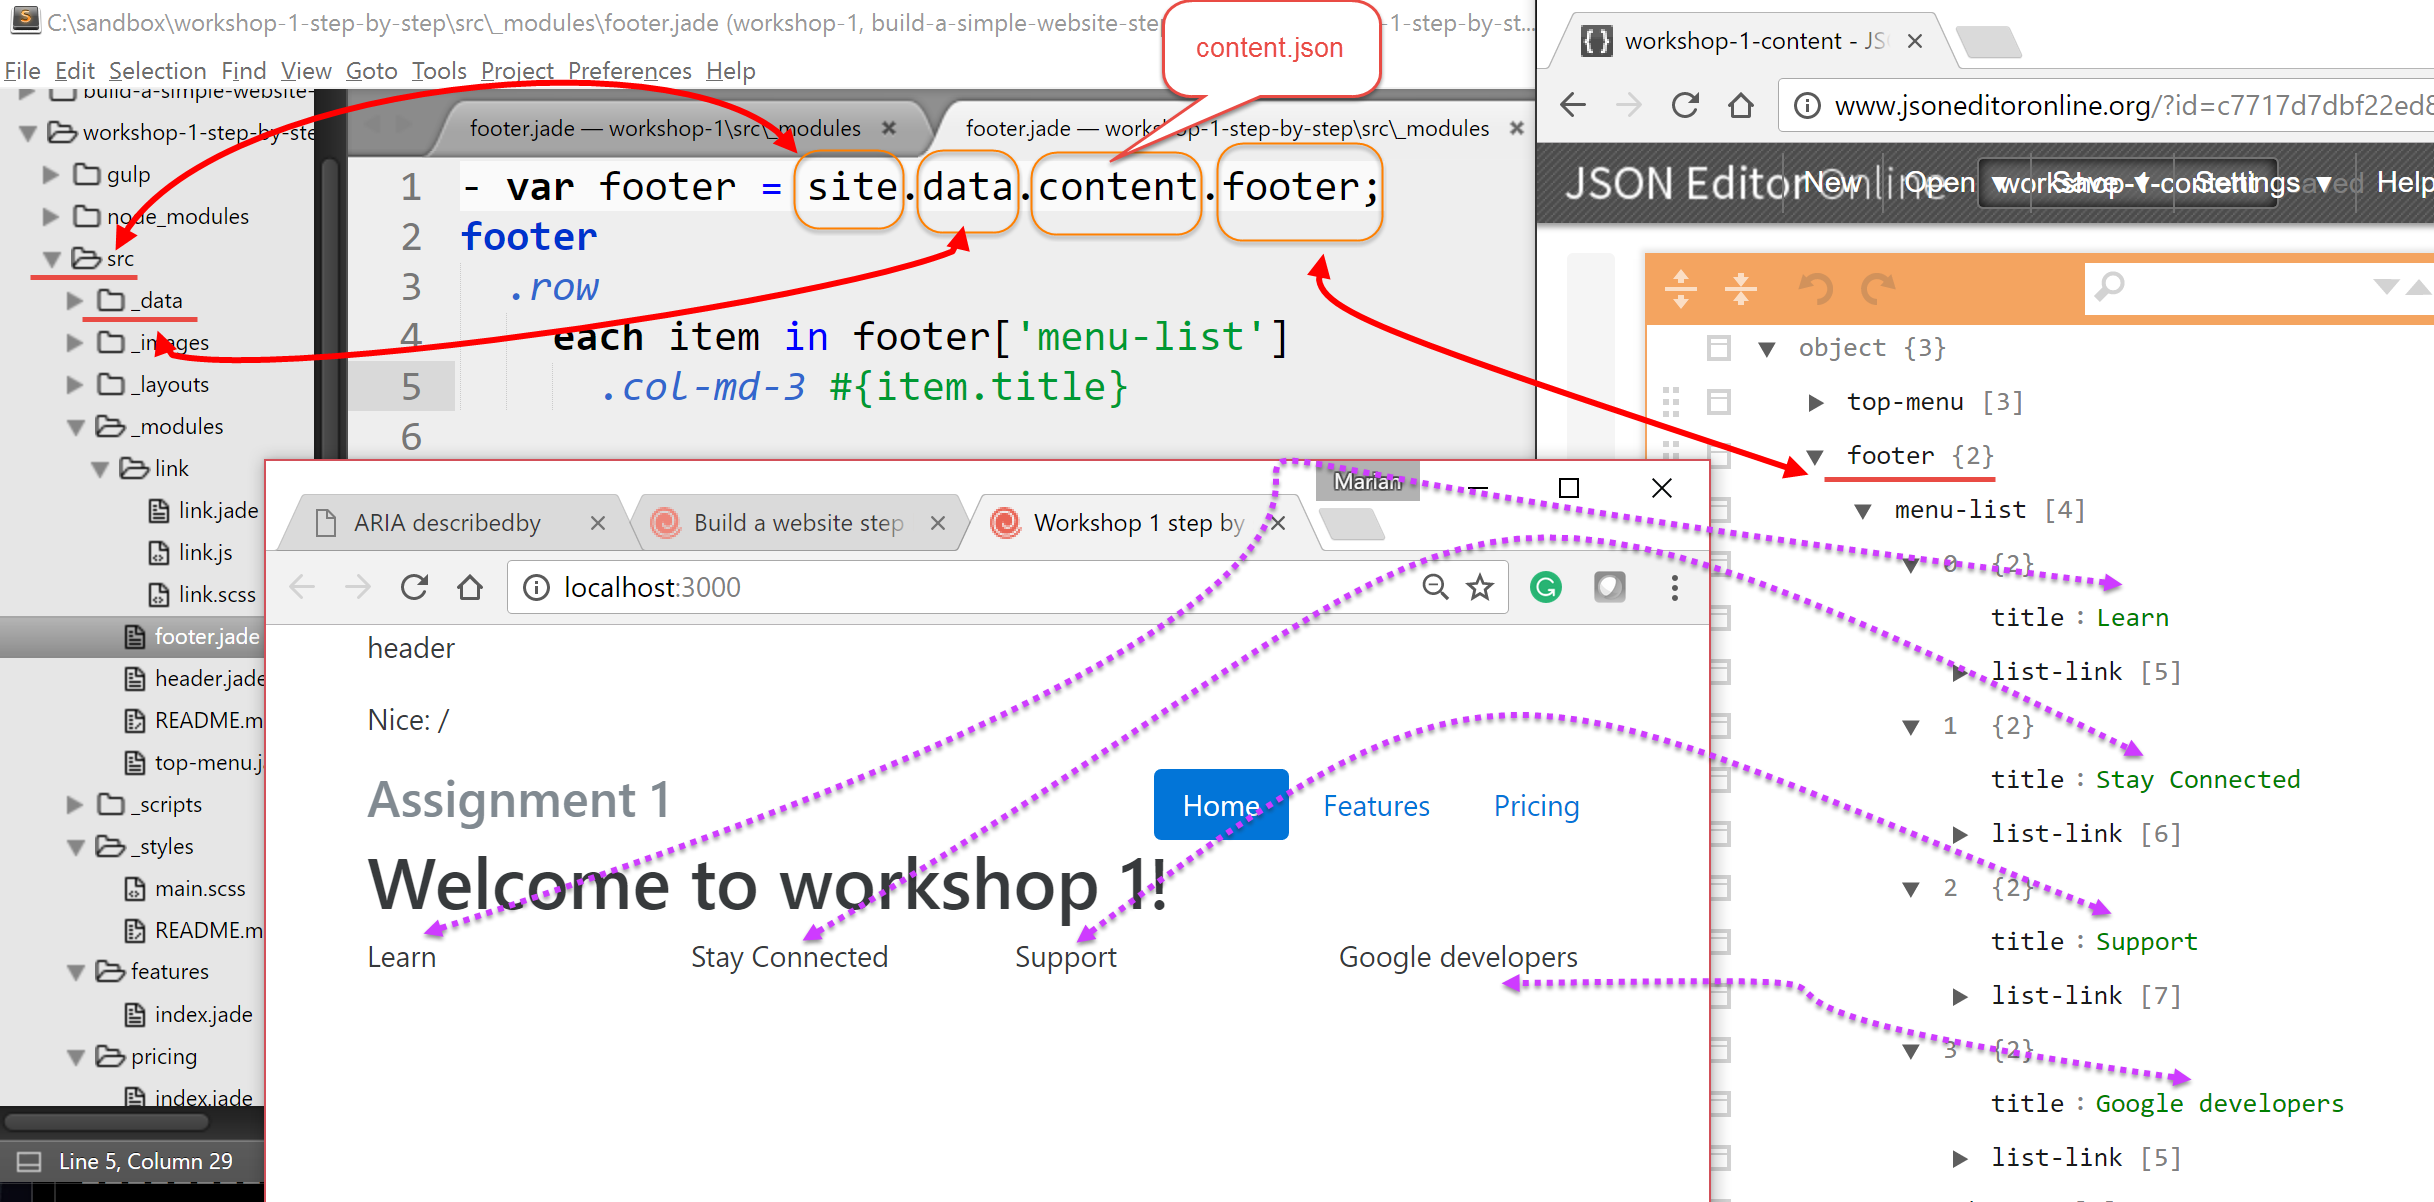 C:\sandbox\workshop-1-step-by-step\src\_modules\footer.jade (workshop-1, build-a-simple-website-ste
-1-step-by-st...
content.json
File Edit Selection Find View Goto Tools Project Preferences Help
build-a-simple-website-
workshop-1-step-by-ste
gulp
node_modules
src
_data
_images
_layouts
_modules
link
link.jade
link.js
link.scss
footer.jade
header.jade
README.m
top-menu.j
_scripts
_styles
main.scss
README.m
features
index.jade
pricing
index.jade
Line 5, Column 29
footer.jade — workshop-1\src\_modules
footer.jade — workshop-1-step-by-step\src\_modules
1 - var footer = site.data.content.footer;
2 footer
3 .row
4 each item in footer['menu-list']
5 .col-md-3 #{item.title}
6
Marian
ARIA describedby
Build a website step
Workshop 1 step by
localhost:3000
header
Nice: /
Assignment 1
Home Features Pricing
Welcome to workshop 1!
Learn Stay Connected Support Google developers
workshop-1-content - JS
www.jsoneditoronline.org/?id=c7717d7dbf22ed8
JSON Editor Online
New Open Save Settings Help
workshop-1-content
object {3}
top-menu [3]
footer {2}
menu-list [4]
0 {2}
title : Learn
list-link [5]
1 {2}
title : Stay Connected
list-link [6]
2 {2}
title : Support
list-link [7]
3 {2}
title : Google developers
list-link [5]